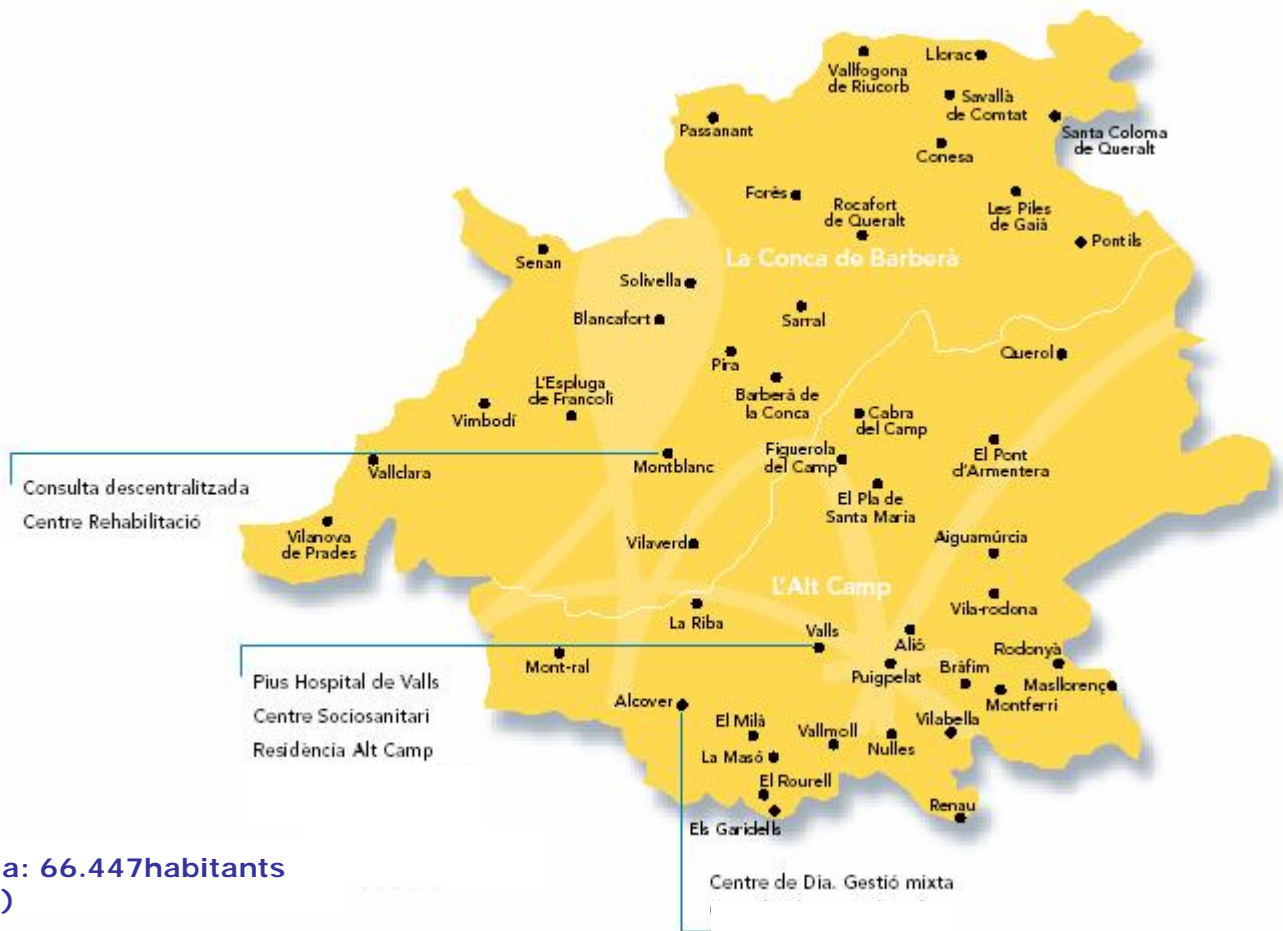 Vallfogona
de Riucorb
Llorac
Savallà
de Comtat
Passanant
Santa Coloma
de Queralt
Conesa
Forès
Rocafort
de Queralt
Les Piles
de Gaià
Pontils
La Conca de Barberà
Senan
Solivella
Blancafort
Sarral
Querol
Pira
L'Espluga
de Francolí
Barberà de
la Conca
Vimbodí
Cabra
del Camp
Figuerola
del Camp
El Pont
d'Armentera
Vallclara
Montblanc
Consulta descentralitzada
Centre Rehabilitació
El Pla de
Santa Maria
Vilanova
de Prades
Vilaverd
Aiguamúrcia
L'Alt Camp
Vila-rodona
La Riba
Valls
Alió
Rodonyà
Mont-ral
Puigpelat
Bràfim
Masllorenç
Montferri
Pius Hospital de Valls
Centre Sociosanitari
Residència Alt Camp
Alcover
El Milà
Vallmoll
Vilabella
Nulles
La Masó
El Rourell
Renau
Els Garidells
a: 66.447habitants
)
Centre de Dia. Gestió mixta